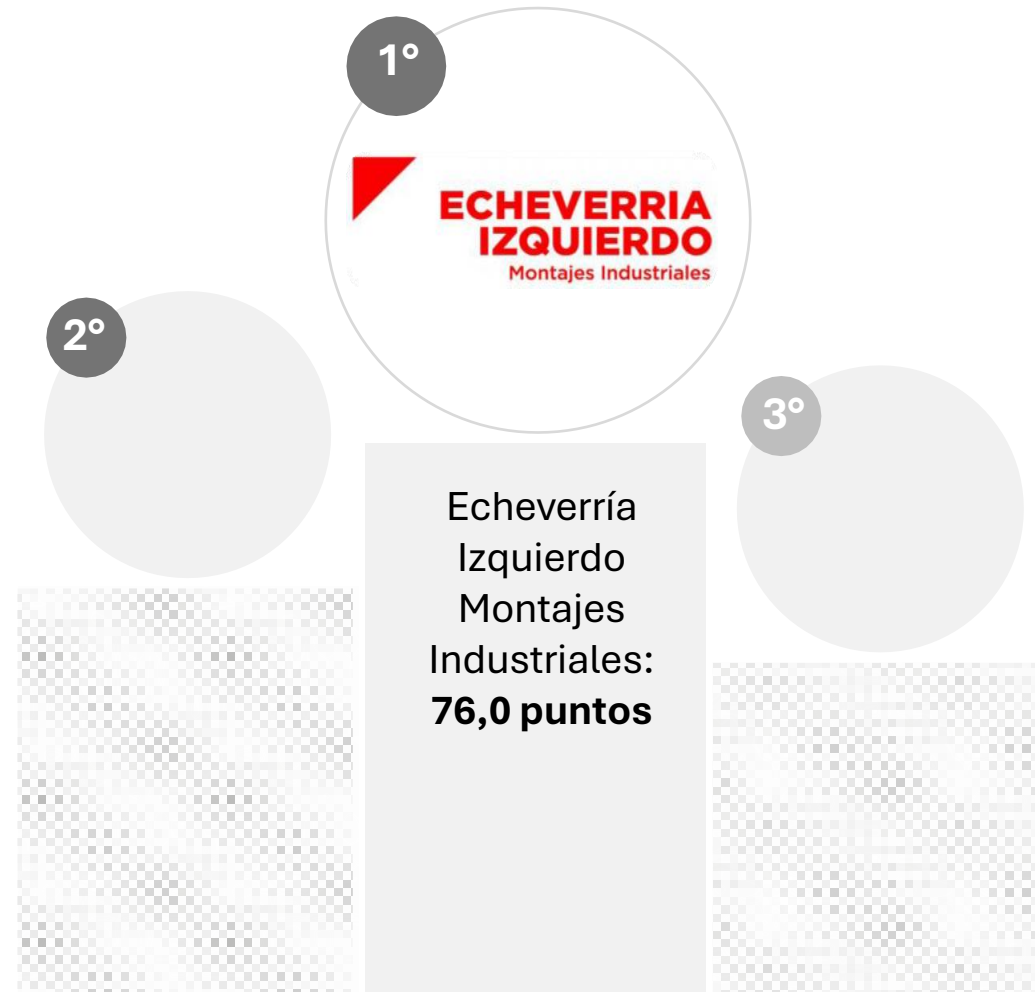 1°
ECHEVERRIA
IZQUIERDO
Montajes Industriales
2°
3°
Echeverría
Izquierdo
Montajes
Industriales:
76,0 puntos